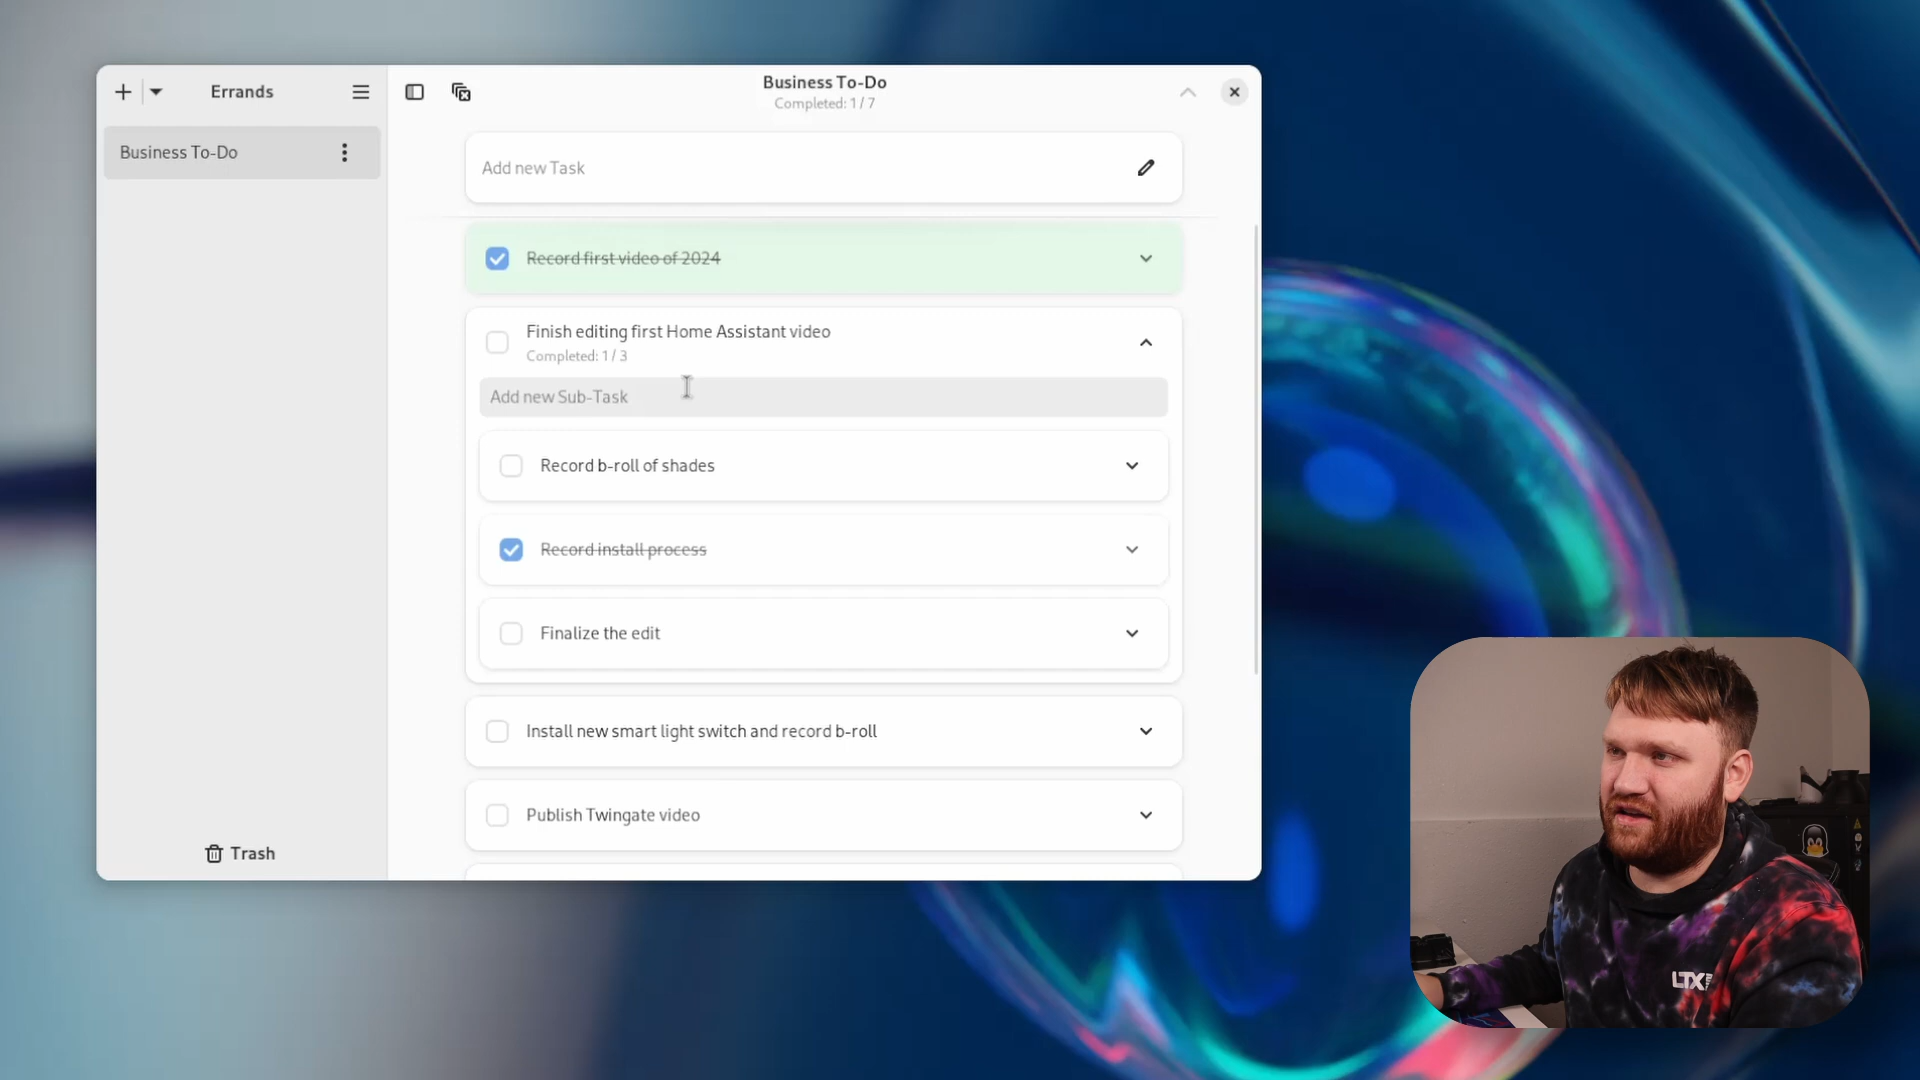 Errands
Business To-Do
Completed: 1 / 7
Business To-Do
Add new Task
Record first video of 2024
Finish editing first Home Assistant video
Completed: 1 / 3
Add new Sub-Task
Record b-roll of shades
Record install process
Finalize the edit
Install new smart light switch and record b-roll
Publish Twingate video
Trash
LTX